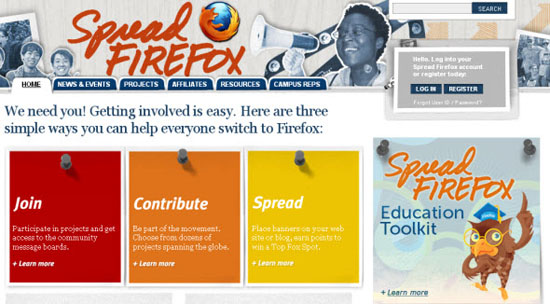 SEARCH
Spread
FIREFOX
Hello. Log into your
Spread Firefox account
or register today:
LOG IN REGISTER
Forgot User ID / Password?
HOME NEWS & EVENTS PROJECTS AFFILIATES RESOURCES CAMPUS REPS
We need you! Getting involved is easy. Here are three
simple ways you can help everyone switch to Firefox:
Join
Participate in projects and get
access to the community
message boards.
+ Learn more
Contribute
Be part of the movement.
Choose from dozens of
projects spanning the globe.
+ Learn more
Spread
Place banners on your web
site or blog, earn points to
win a Top Fox Spot.
+ Learn more
Spread
FIREFOX
Education
Toolkit
+ Learn more